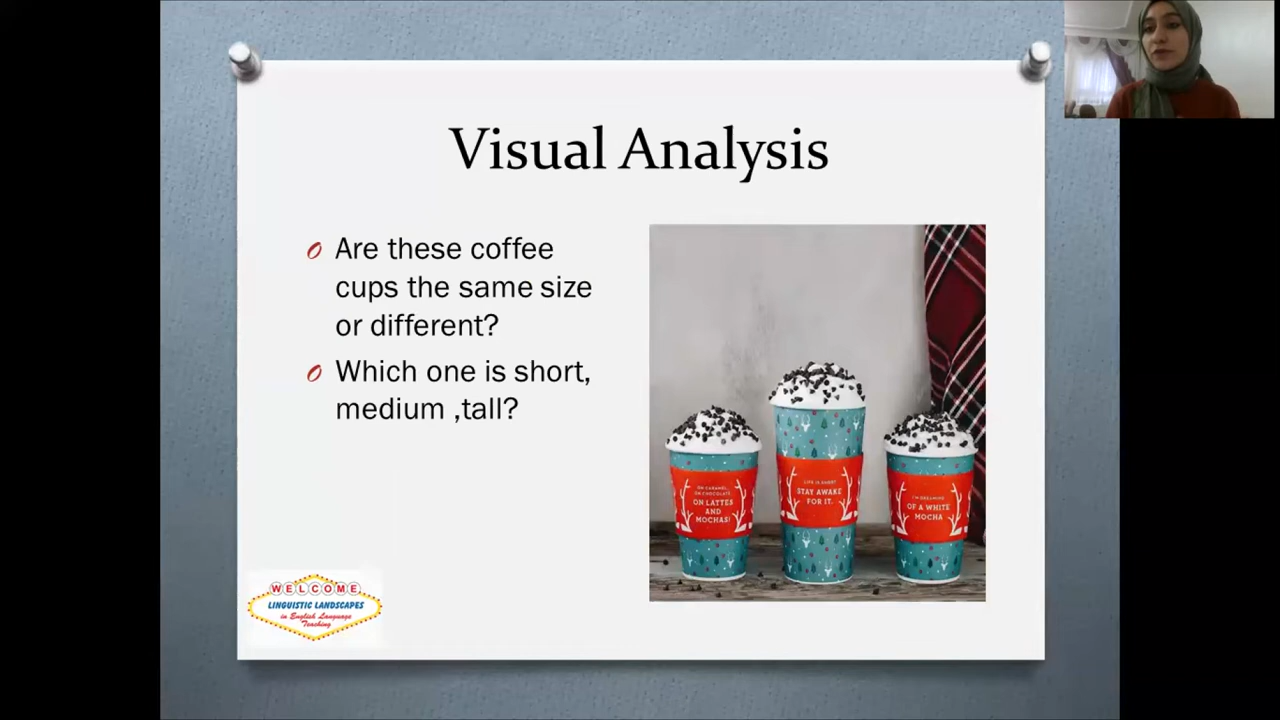 Visual Analysis
Are these coffee
cups the same size
or different?
Which one is short,
medium ,tall?
OH CARAMEL,
OH CHOCOLATE,
ON LATTES
AND
MOCHAS!
LIFE IS SHORT
STAY AWAKE
FOR IT.
I'M DREAMING
OF A WHITE
MOCHA
WELCOME
LINGUISTIC LANDSCAPES
in English Language
Teaching